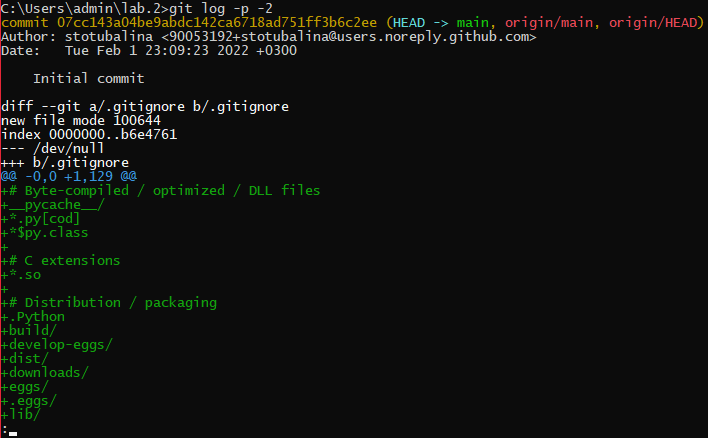 C:\Users\admin\lab.2>git log -p -2
commit 07cc143a04be9abdc142ca6718ad751ff3b6c2ee (HEAD -> main, origin/main, origin/HEAD)
Author: stotubalina <90053192+stotubalina@users.noreply.github.com>
Date:   Tue Feb 1 23:09:23 2022 +0300

    Initial commit

diff --git a/.gitignore b/.gitignore
new file mode 100644
index 0000000..b6e4761
--- /dev/null
+++ b/.gitignore
@@ -0,0 +1,129 @@
+# Byte-compiled / optimized / DLL files
+__pycache__/
+*.py[cod]
+*$py.class
+
+# C extensions
+*.so
+
+# Distribution / packaging
+.Python
+build/
+develop-eggs/
+dist/
+downloads/
+eggs/
+.eggs/
+lib/
: